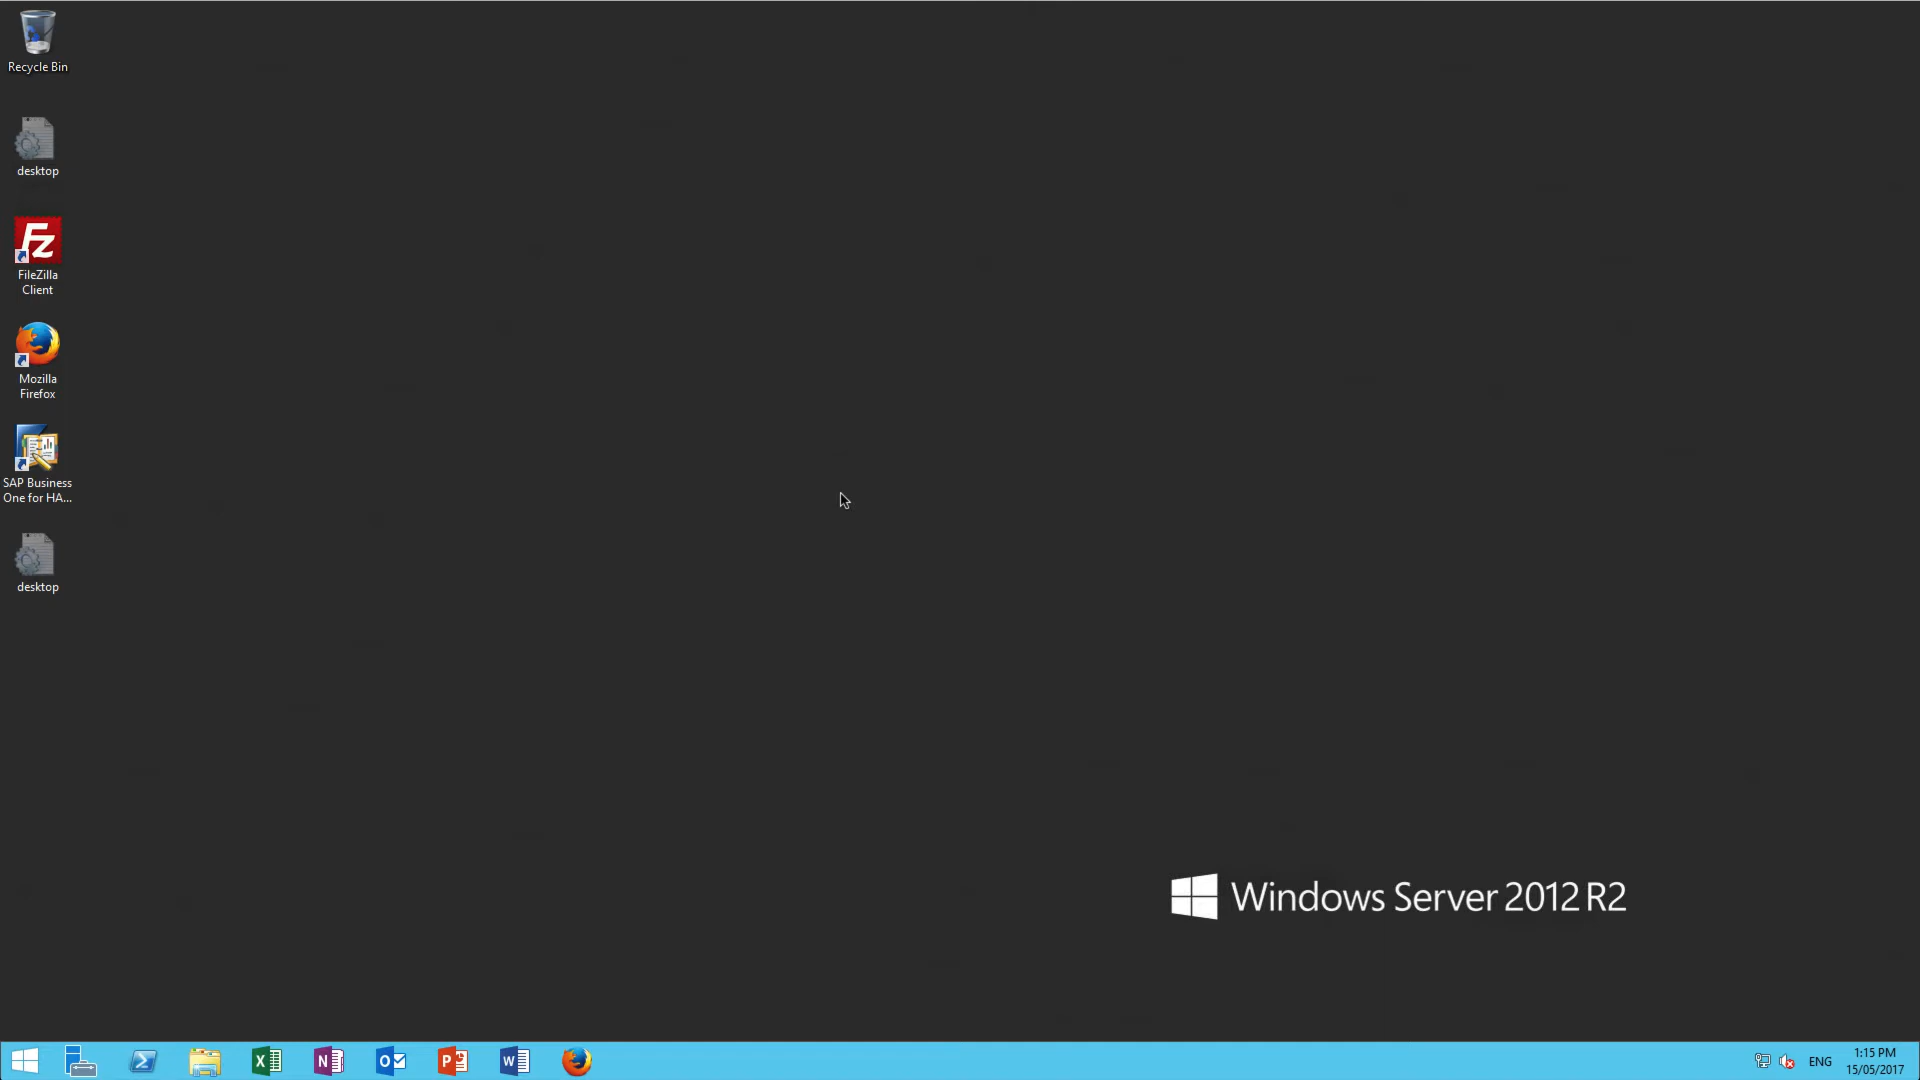 Recycle Bin
desktop
FileZilla
Client
Mozilla
Firefox
SAP Business
One for HA...
desktop
Windows Server 2012 R2
ENG
1:15 PM
15/05/2017